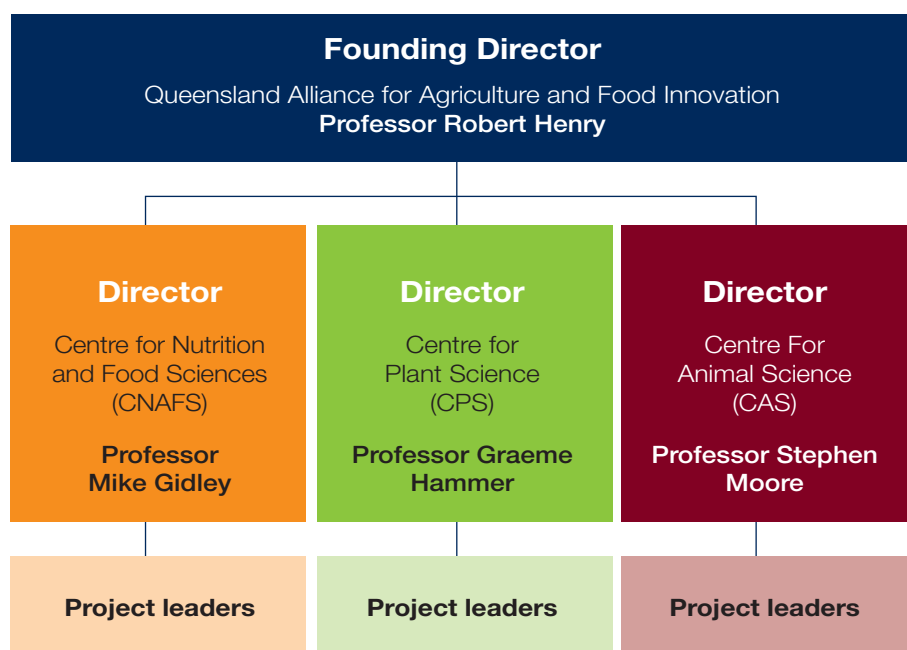 Founding Director
Queensland Alliance for Agriculture and Food Innovation
Professor Robert Henry
Director
Centre for Nutrition
and Food Sciences
(CNAFS)
Professor
Mike Gidley
Director
Centre for
Plant Science
(CPS)
Professor Graeme
Hammer
Director
Centre For
Animal Science
(CAS)
Professor Stephen
Moore
Project leaders
Project leaders
Project leaders